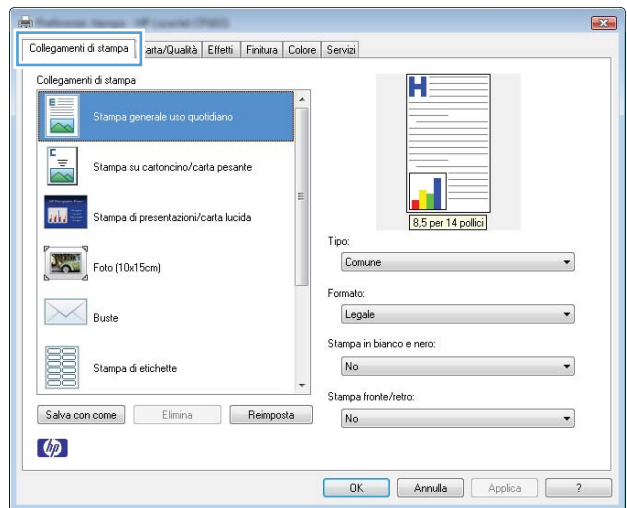 Collegamenti di stampa
Carta/Qualità
Effetti
Finitura
Colore
Servizi
Collegamenti di stampa
Stampa generale uso quotidiano
Stampa su cartoncino/carta pesante
Stampa di presentazioni/carta lucida
Foto (10x15cm)
Buste
Stampa di etichette
Salva con come
Elimina
Reimposta
hp
H
8,5 per 14 pollici
Tipo:
Comune
Formato:
Legale
Stampa in bianco e nero:
No
Stampa fronte/retro:
No
OK
Annulla
Applica
?